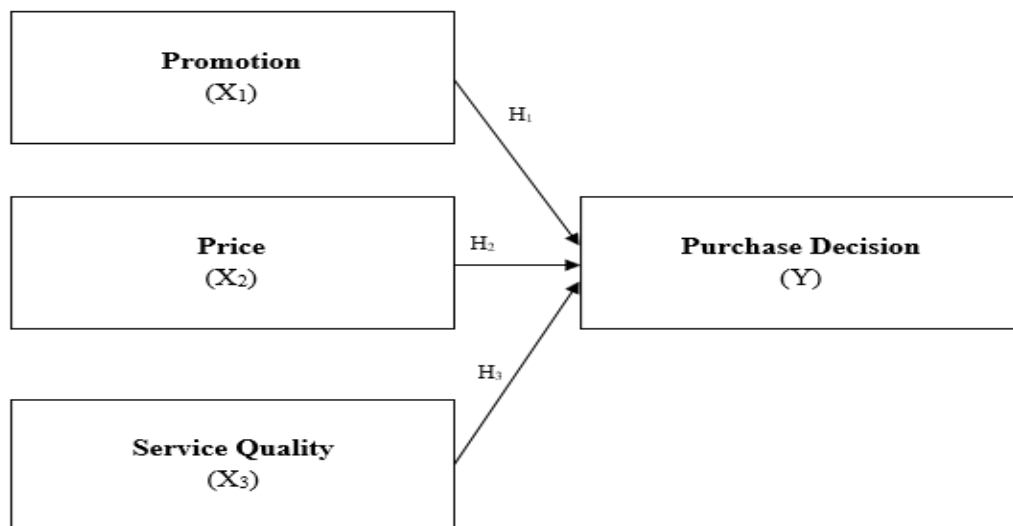 Promotion
(X₁)
H₁
Price
(X₂)
H₂
Purchase Decision
(Y)
H₃
Service Quality
(X₃)